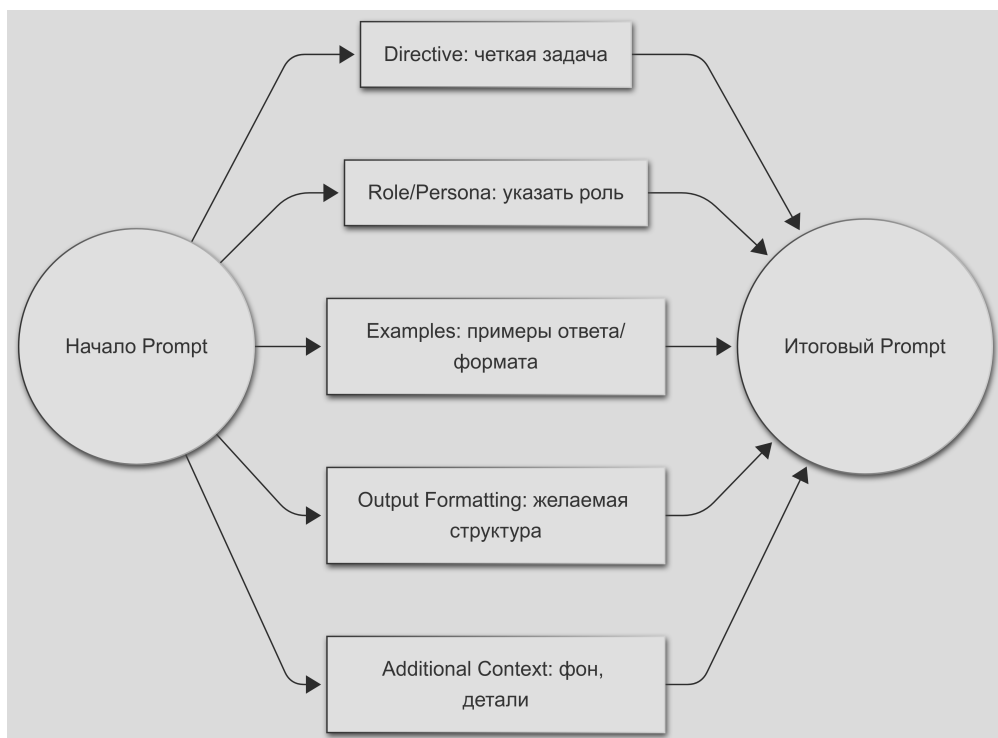 Directive: четкая задача
Role/Persona: указать роль
Начало Prompt
Examples: примеры ответа/
формата
Итоговый Prompt
Output Formatting: желаемая
структура
Additional Context: фон,
детали